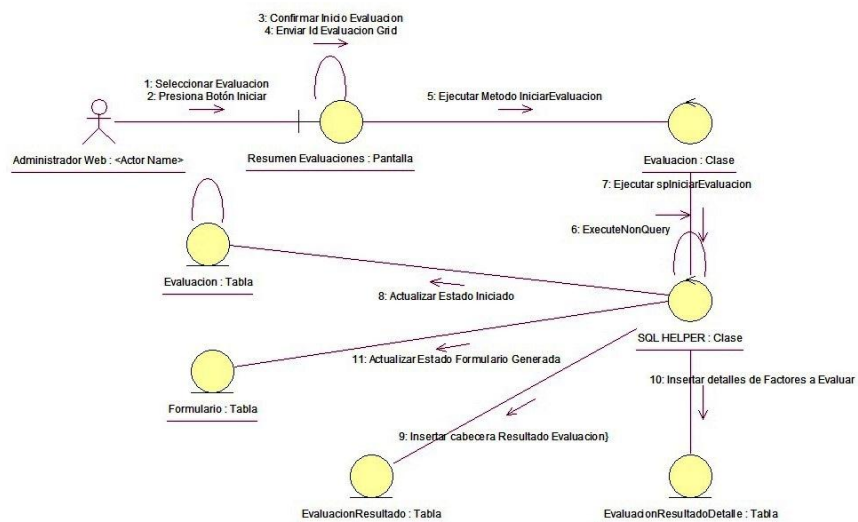 3: Confirmar Inicio Evaluacion
4: Enviar Id Evaluacion Grid
1: Seleccionar Evaluacion
2: Presiona Botón Iniciar
5: Ejecutar Metodo IniciarEvaluacion
Administrador Web : <Actor Name>
Resumen Evaluaciones : Pantalla
Evaluacion : Clase
7: Ejecutar spIniciarEvaluacion
6: ExecuteNonQuery
Evaluacion : Tabla
8: Actualizar Estado Iniciado
SQL HELPER : Clase
11: Actualizar Estado Formulario Generada
10: Insertar detalles de Factores a Evaluar
Formulario : Tabla
9: Insertar cabecera Resultado Evaluacion}
EvaluacionResultado : Tabla
EvaluacionResultadoDetalle : Tabla